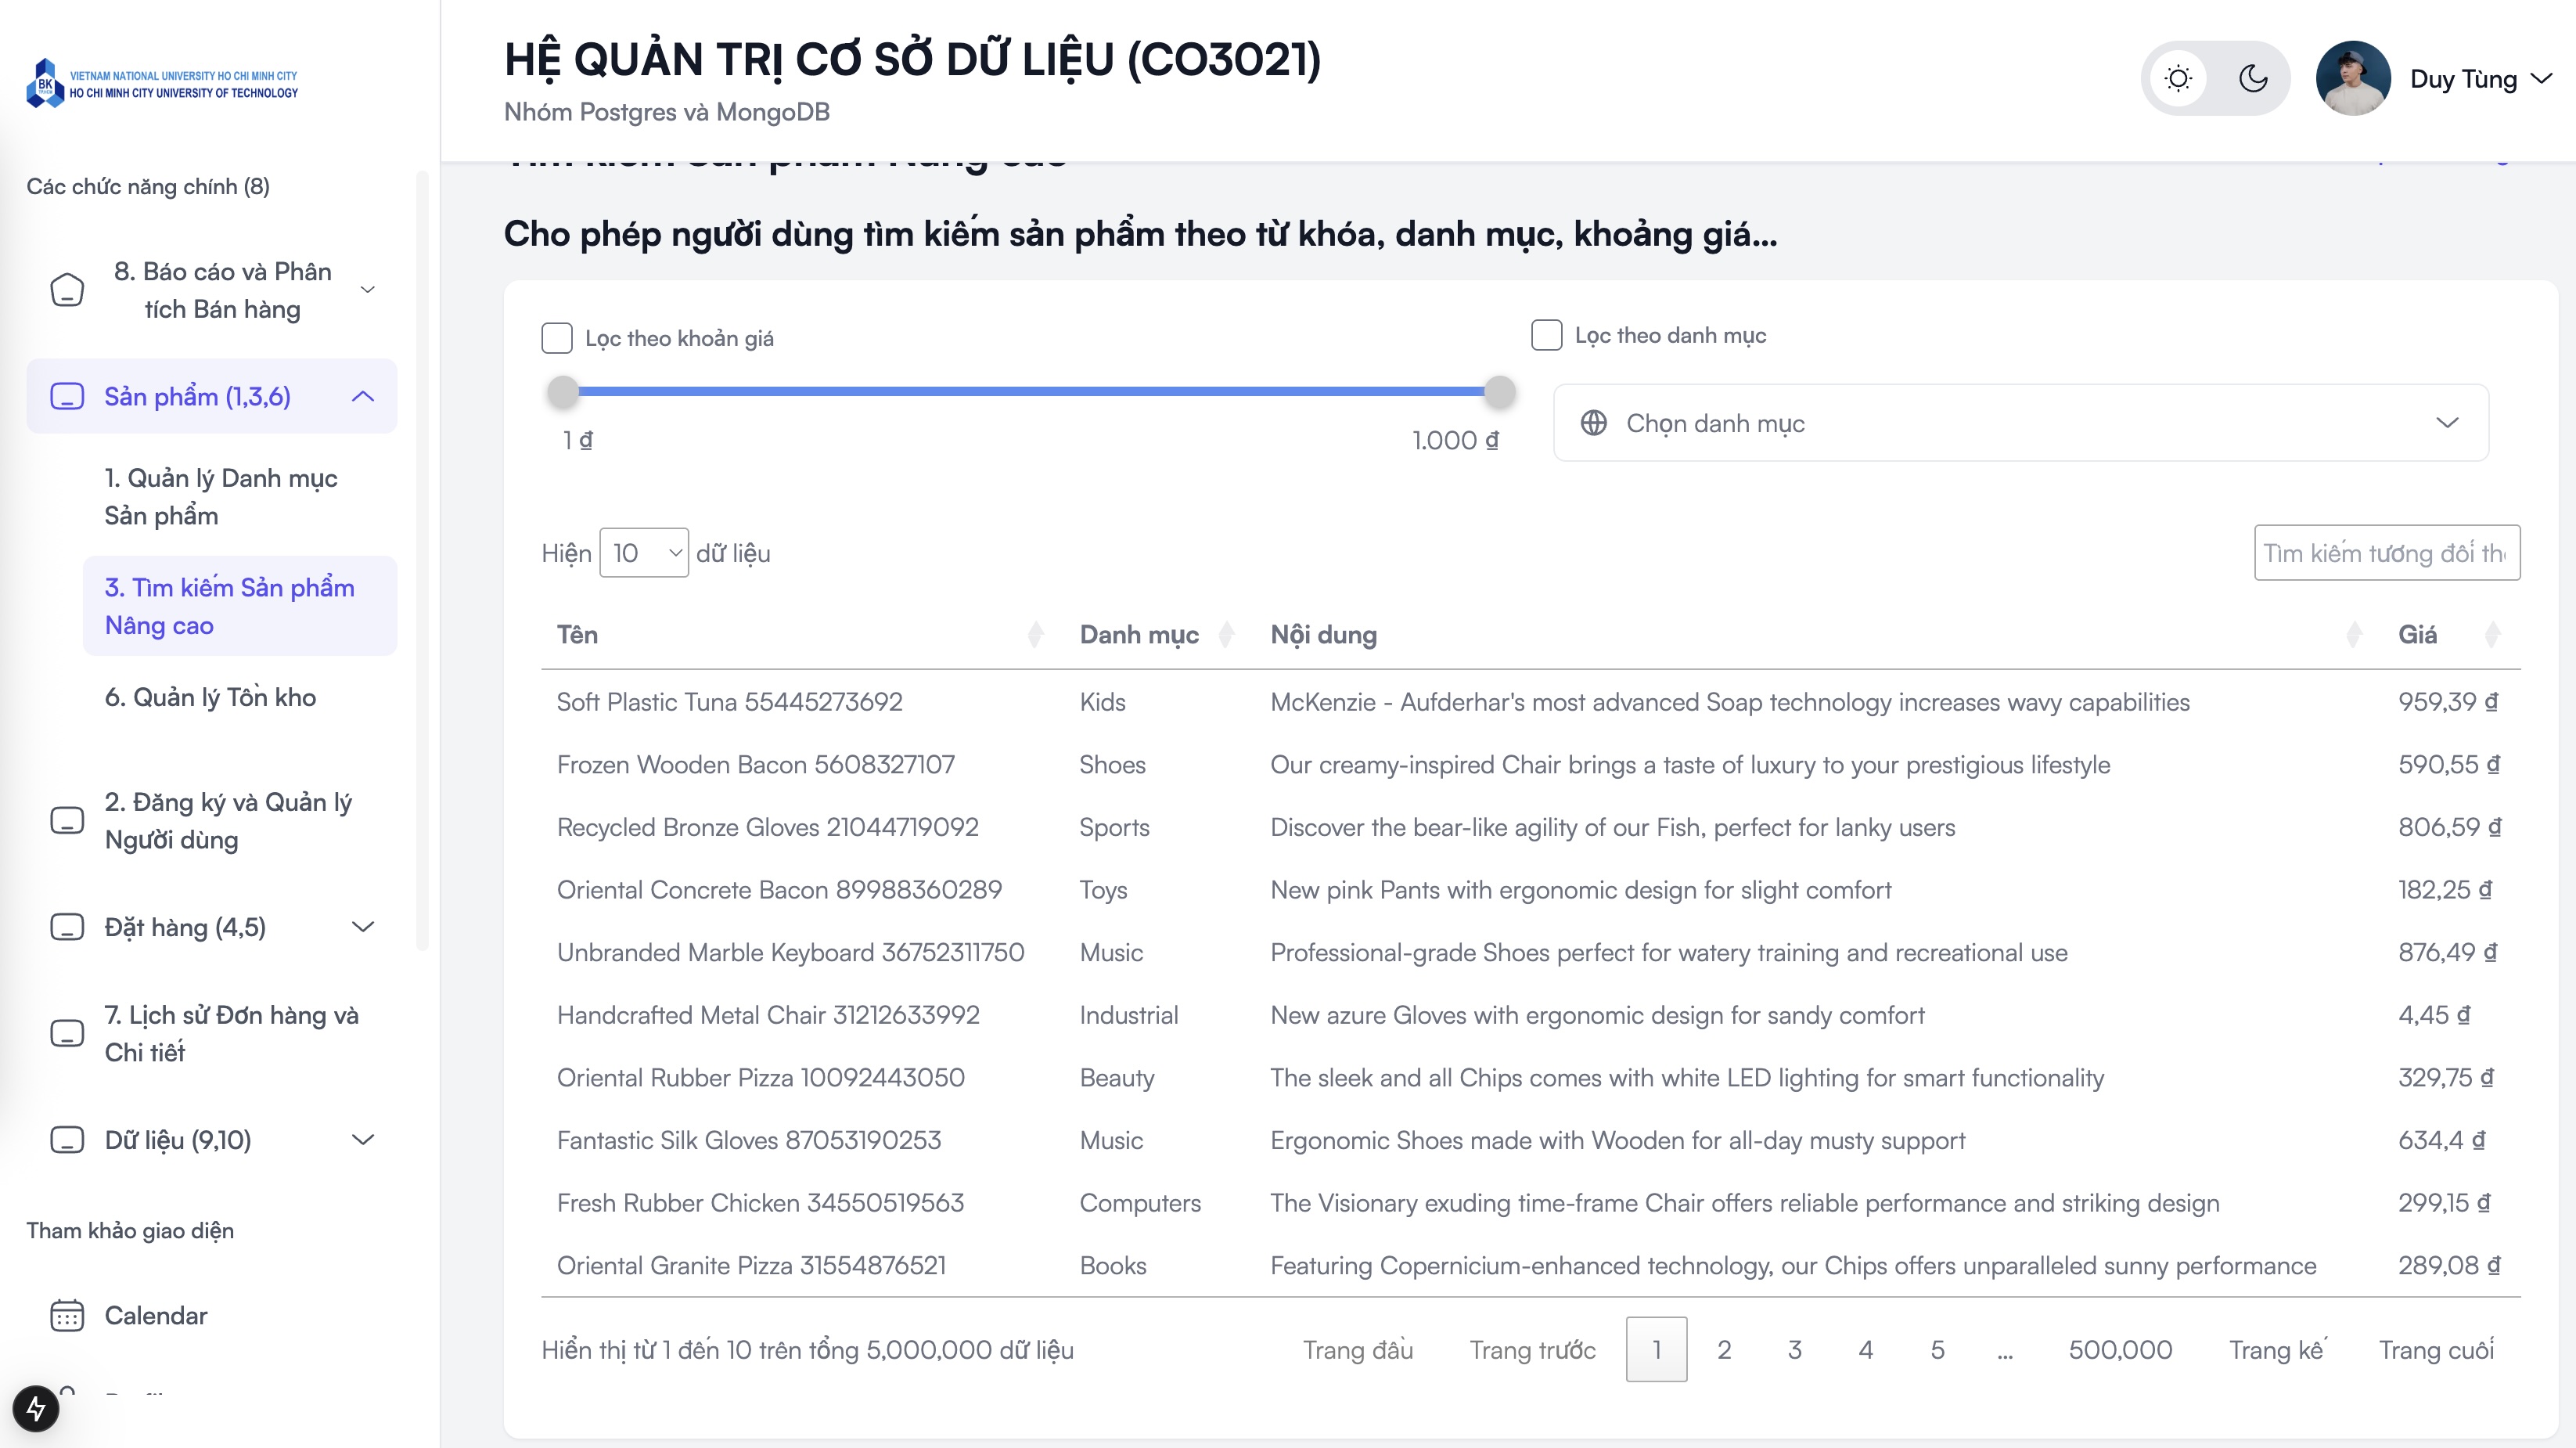 VIETNAM NATIONAL UNIVERSITY HO CHI MINH CITY
BK
HO CHI MINH CITY UNIVERSITY OF TECHNOLOGY
Các chức năng chính (8)
8. Báo cáo và Phân
tích Bán hàng
Sản phẩm (1,3,6)
1. Quản lý Danh mục
Sản phẩm
3. Tìm kiếm Sản phẩm
Nâng cao
6. Quản lý Tồn kho
2. Đăng ký và Quản lý
Người dùng
Đặt hàng (4,5)
7. Lịch sử Đơn hàng và
Chi tiết
Dữ liệu (9,10)
Tham khảo giao diện
Calendar
HỆ QUẢN TRỊ CƠ SỞ DỮ LIỆU (CO3021)
Nhóm Postgres và MongoDB
Duy Tùng
Tìm kiếm Sản phẩm Nâng cao
Cho phép người dùng tìm kiếm sản phẩm theo từ khóa, danh mục, khoảng giá...
Lọc theo khoản giá
1 ₫ 1.000 ₫
Lọc theo danh mục
Chọn danh mục
Hiện 10 dữ liệu
Tìm kiếm tương đối
Tên Danh mục Nội dung Giá
Soft Plastic Tuna 55445273692 Kids McKenzie - Aufderhar's most advanced Soap technology increases wavy capabilities 959,39 ₫
Frozen Wooden Bacon 5608327107 Shoes Our creamy-inspired Chair brings a taste of luxury to your prestigious lifestyle 590,55 ₫
Recycled Bronze Gloves 21044719092 Sports Discover the bear-like agility of our Fish, perfect for lanky users 806,59 ₫
Oriental Concrete Bacon 89988360289 Toys New pink Pants with ergonomic design for slight comfort 182,25 ₫
Unbranded Marble Keyboard 36752311750 Music Professional-grade Shoes perfect for watery training and recreational use 876,49 ₫
Handcrafted Metal Chair 31212633992 Industrial New azure Gloves with ergonomic design for sandy comfort 4,45 ₫
Oriental Rubber Pizza 10092443050 Beauty The sleek and all Chips comes with white LED lighting for smart functionality 329,75 ₫
Fantastic Silk Gloves 87053190253 Music Ergonomic Shoes made with Wooden for all-day musty support 634,4 ₫
Fresh Rubber Chicken 34550519563 Computers The Visionary exuding time-frame Chair offers reliable performance and striking design 299,15 ₫
Oriental Granite Pizza 31554876521 Books Featuring Copernicium-enhanced technology, our Chips offers unparalleled sunny performance 289,08 ₫
Hiển thị từ 1 đến 10 trên tổng 5,000,000 dữ liệu
Trang đầu Trang trước 1 2 3 4 5 ... 500,000 Trang kế Trang cuối